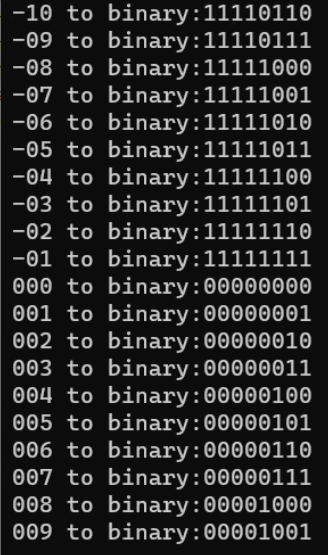 -10 to binary:11110110
-09 to binary:11110111
-08 to binary:11111000
-07 to binary:11111001
-06 to binary:11111010
-05 to binary:11111011
-04 to binary:11111100
-03 to binary:11111101
-02 to binary:11111110
-01 to binary:11111111
000 to binary:00000000
001 to binary:00000001
002 to binary:00000010
003 to binary:00000011
004 to binary:00000100
005 to binary:00000101
006 to binary:00000110
007 to binary:00000111
008 to binary:00001000
009 to binary:00001001